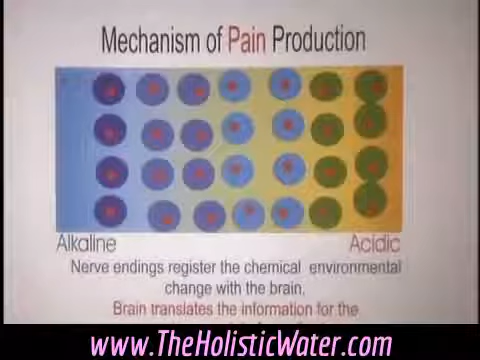 Mechanism of Pain Production
Alkaline Acidic
Nerve endings register the chemical environmental
change with the brain.
Brain translates the information for the
www.TheHolisticWater.com